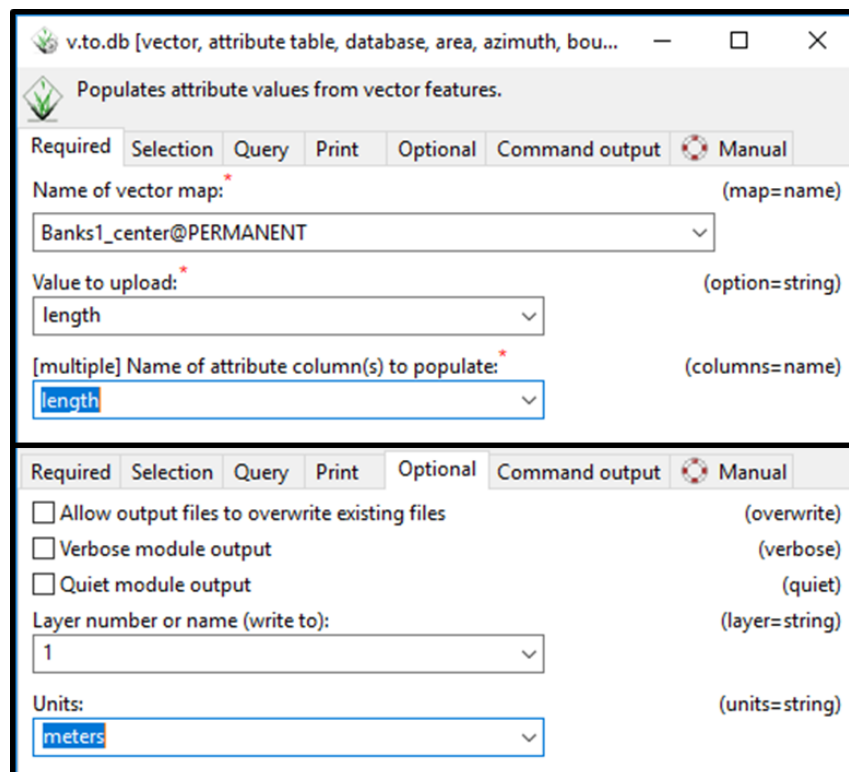 v.to.db [vector, attribute table, database, area, azimuth, bou...
Populates attribute values from vector features.
Required Selection Query Print Optional Command output Manual
Name of vector map:* (map=name)
Banks1_center@PERMANENT
Value to upload:* (option=string)
length
[multiple] Name of attribute column(s) to populate:* (columns=name)
length
Required Selection Query Print Optional Command output Manual
Allow output files to overwrite existing files (overwrite)
Verbose module output (verbose)
Quiet module output (quiet)
Layer number or name (write to): (layer=string)
1
Units: (units=string)
meters